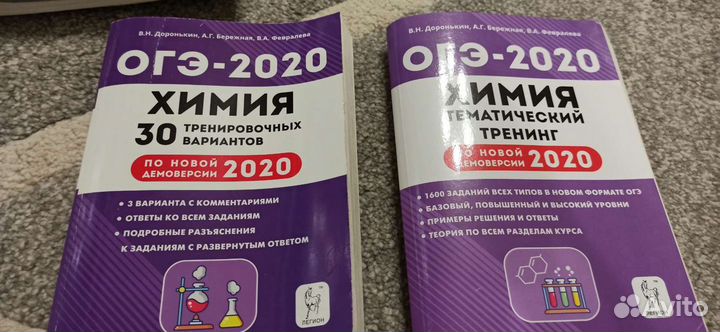 В.Н. Доронькин, А.Г. Бережная, В.А. Февралева
ОГЭ-2020
ХИМИЯ
30 ТРЕНИРОВОЧНЫХ
ВАРИАНТОВ
ПО НОВОЙ
ДЕМОВЕРСИИ 2020
• 3 ВАРИАНТА С КОММЕНТАРИЯМИ
• ОТВЕТЫ КО ВСЕМ ЗАДАНИЯМ
• ПОДРОБНЫЕ РАЗЪЯСНЕНИЯ
К ЗАДАНИЯМ С РАЗВЕРНУТЫМ ОТВЕТОМ
ЛЕГИОН
В.Н. Доронькин, А.Г. Бережная, В.А. Февралева
ОГЭ-2020
ХИМИЯ
ТЕМАТИЧЕСКИЙ
ТРЕНИНГ
ПО НОВОЙ
ДЕМОВЕРСИИ 2020
• 1600 ЗАДАНИЙ ВСЕХ ТИПОВ В НОВОМ ФОРМАТЕ ОГЭ
• БАЗОВЫЙ, ПОВЫШЕННЫЙ И ВЫСОКИЙ УРОВНИ
• ПРИМЕРЫ РЕШЕНИЯ И ОТВЕТЫ
• ТЕОРИЯ ПО ВСЕМ РАЗДЕЛАМ КУРСА
ЛЕГИОН
Avito